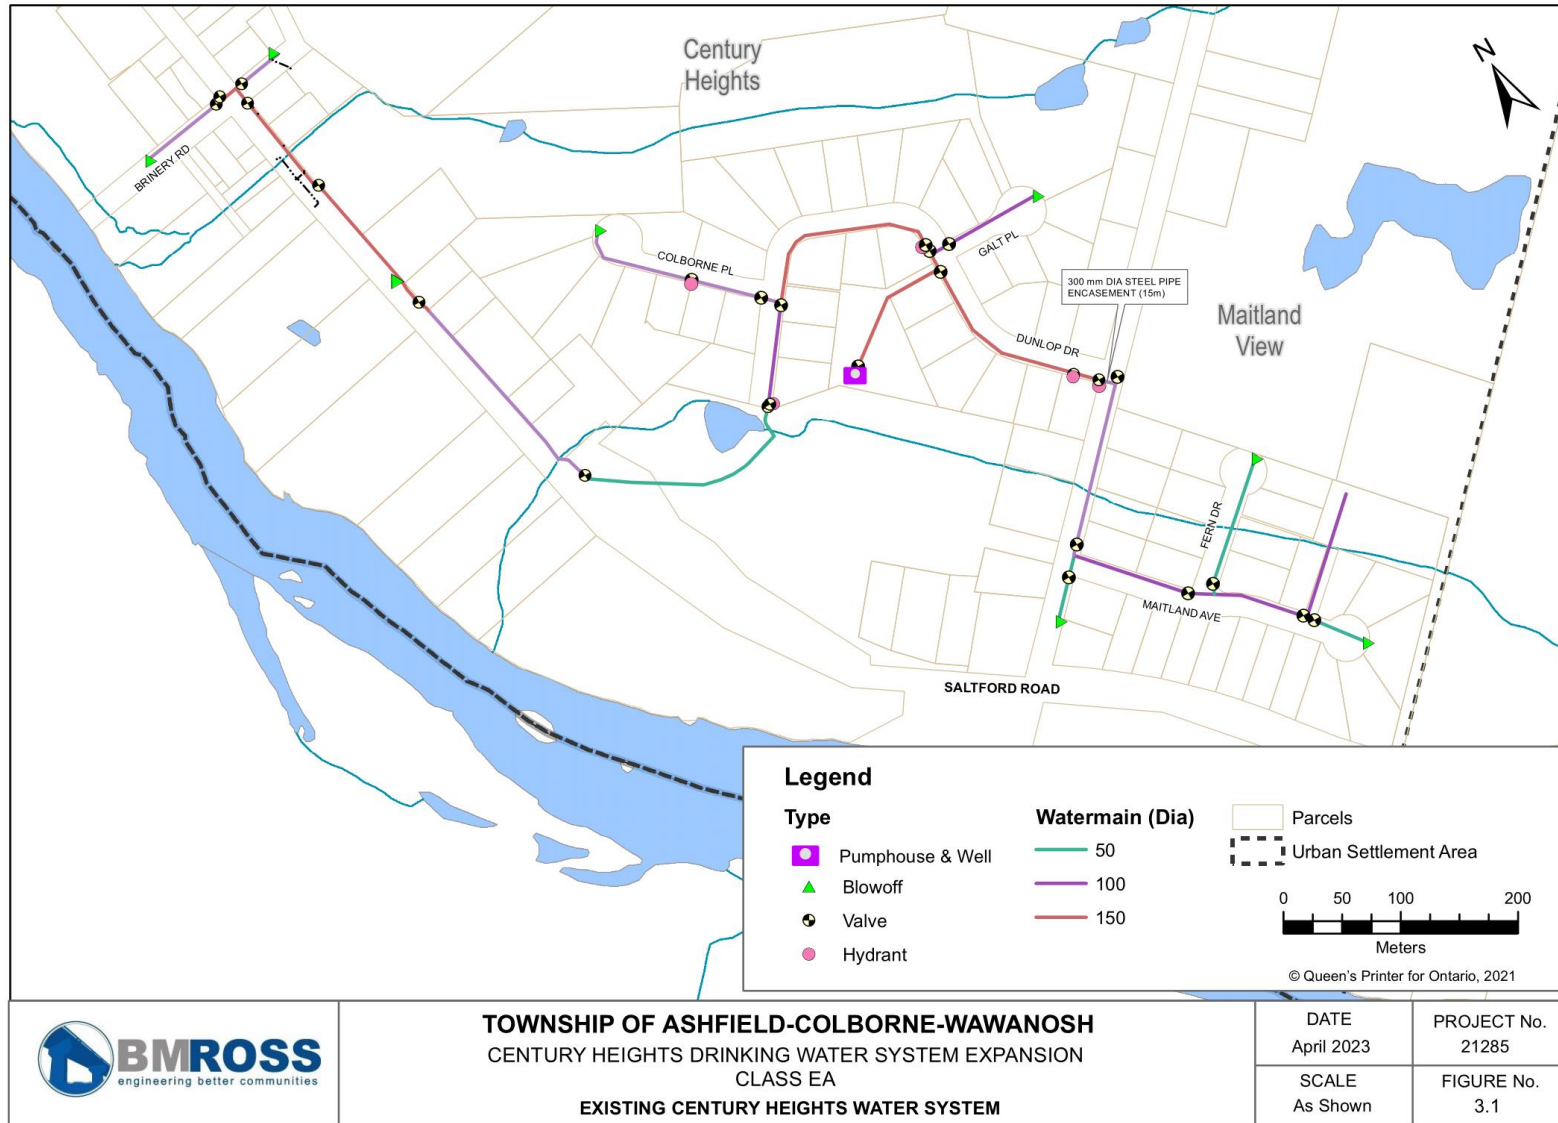 Century
Heights
N
BRINERY RD
COLBORNE PL
GALT PL
300 mm DIA STEEL PIPE
ENCASEMENT (15m)
Maitland
View
DUNLOP DR
FERN DR
MAITLAND AVE
SALTFORD ROAD
Legend
Type
Pumphouse & Well
Blowoff
Valve
Hydrant
Watermain (Dia)
50
100
150
Parcels
Urban Settlement Area
0 50 100 200
Meters
© Queen's Printer for Ontario, 2021
BMROSS
engineering better communities
TOWNSHIP OF ASHFIELD-COLBORNE-WAWANOSH
CENTURY HEIGHTS DRINKING WATER SYSTEM EXPANSION
CLASS EA
EXISTING CENTURY HEIGHTS WATER SYSTEM
DATE
April 2023
PROJECT No.
21285
SCALE
As Shown
FIGURE No.
3.1